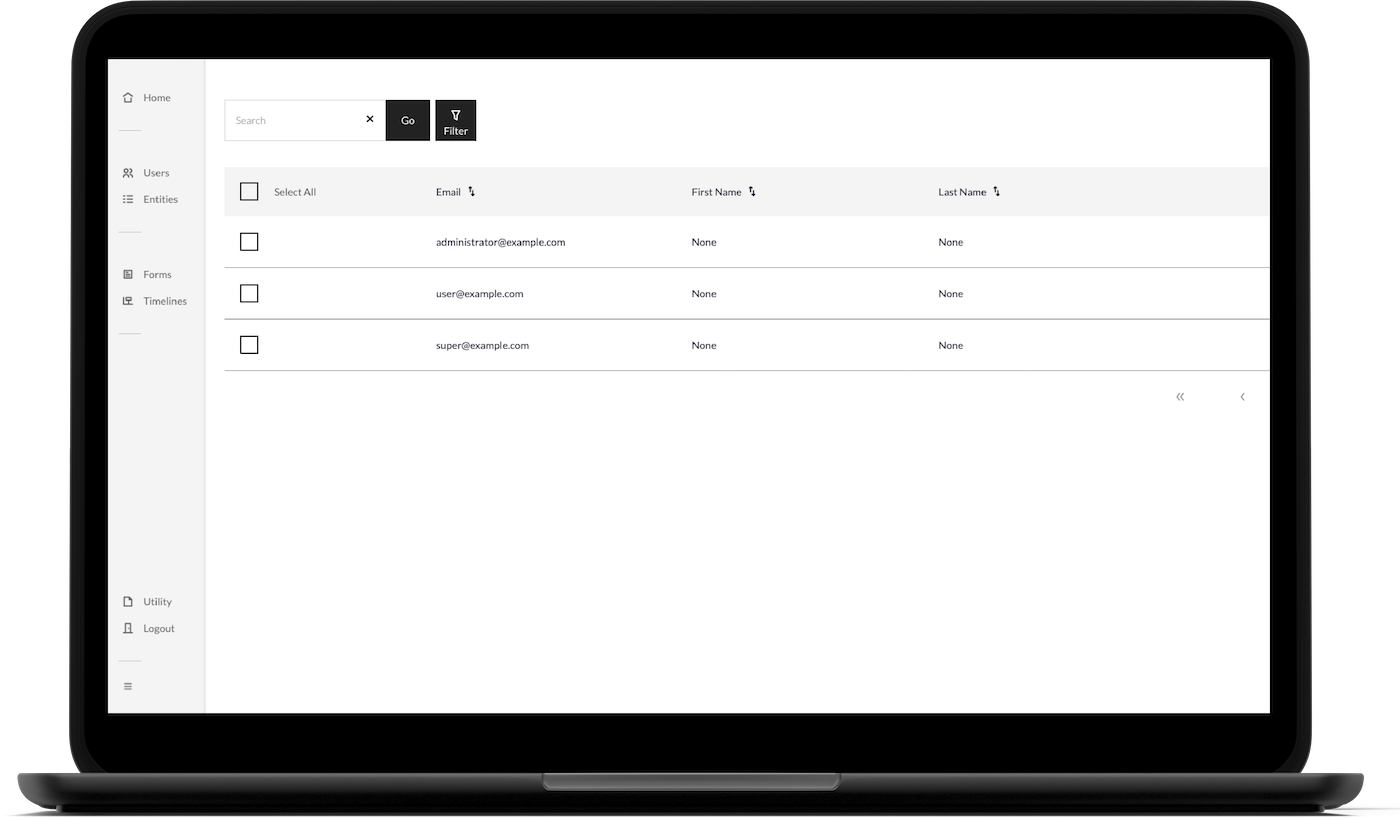 Home
Users
Entities
Forms
Timelines
Utility
Logout
Search
Go
Filter
Select All Email First Name Last Name
administrator@example.com None None
user@example.com None None
super@example.com None None